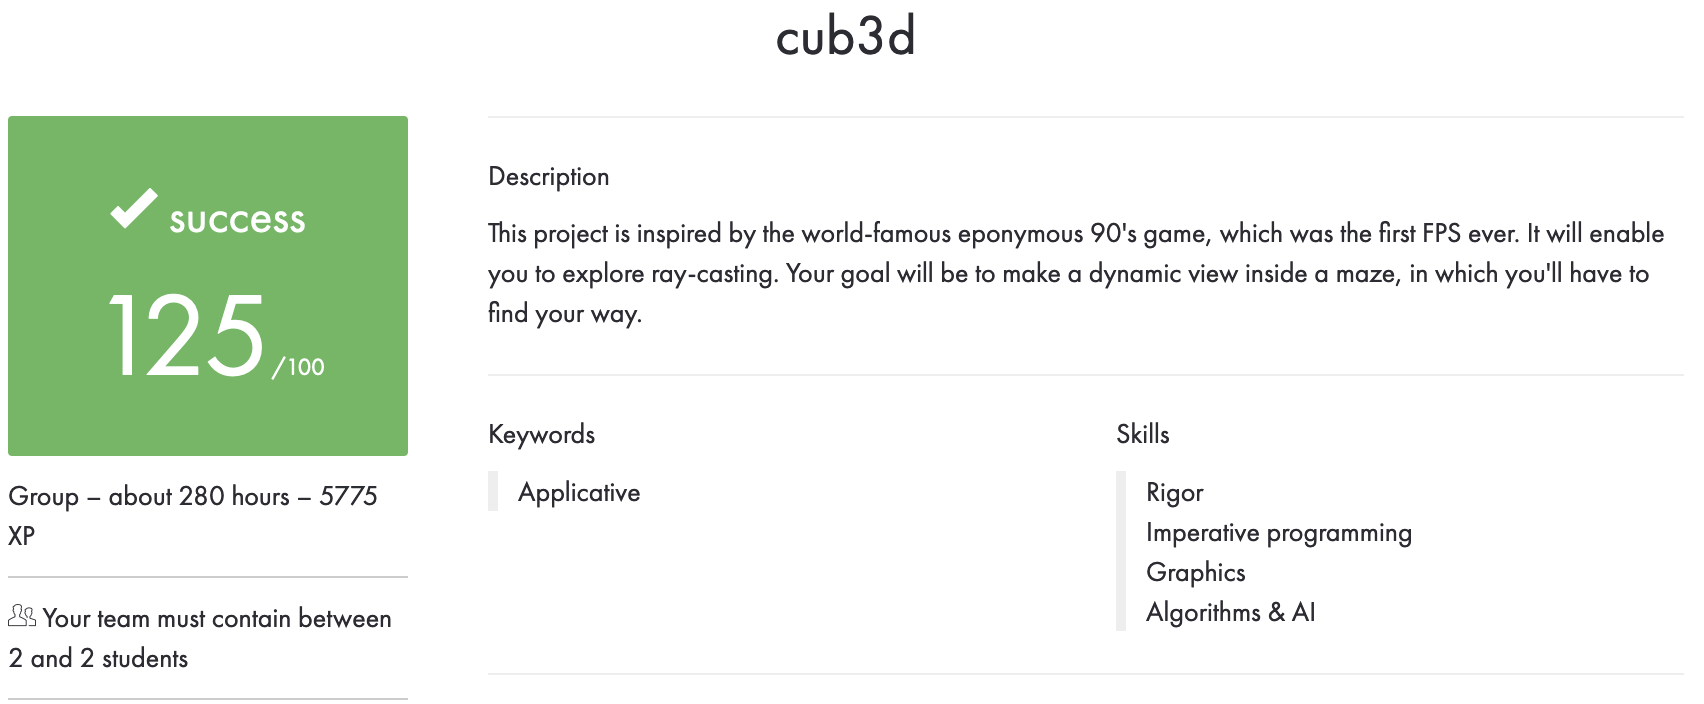 cub3d
success
125 /100
Group – about 280 hours – 5775
XP
Your team must contain between
2 and 2 students
Description
This project is inspired by the world-famous eponymous 90's game, which was the first FPS ever. It will enable
you to explore ray-casting. Your goal will be to make a dynamic view inside a maze, in which you'll have to
find your way.
Keywords
Applicative
Skills
Rigor
Imperative programming
Graphics
Algorithms & AI